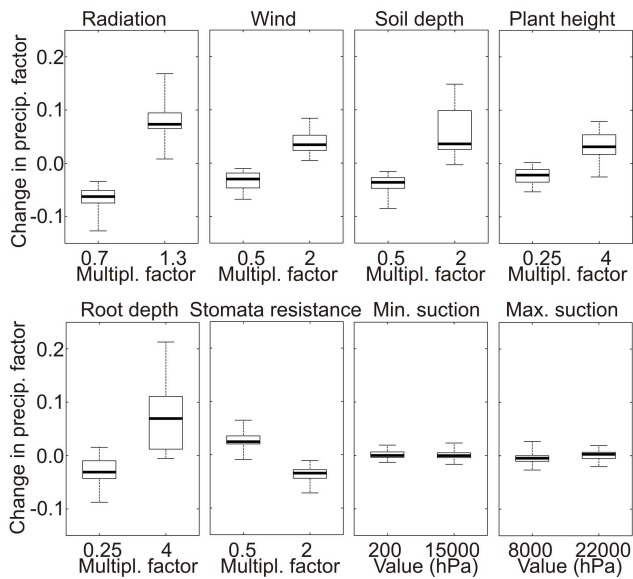 Radiation Wind Soil depth Plant height
Change in precip. factor
0.2
0.1
0.0
-0.1
0.7 1.3 0.5 2 0.5 2 0.25 4
Multipl. factor Multipl. factor Multipl. factor Multipl. factor
Root depth Stomata resistance Min. suction Max. suction
Change in precip. factor
0.2
0.1
0.0
-0.1
0.25 4 0.5 2 200 15000 8000 22000
Multipl. factor Multipl. factor Value (hPa) Value (hPa)